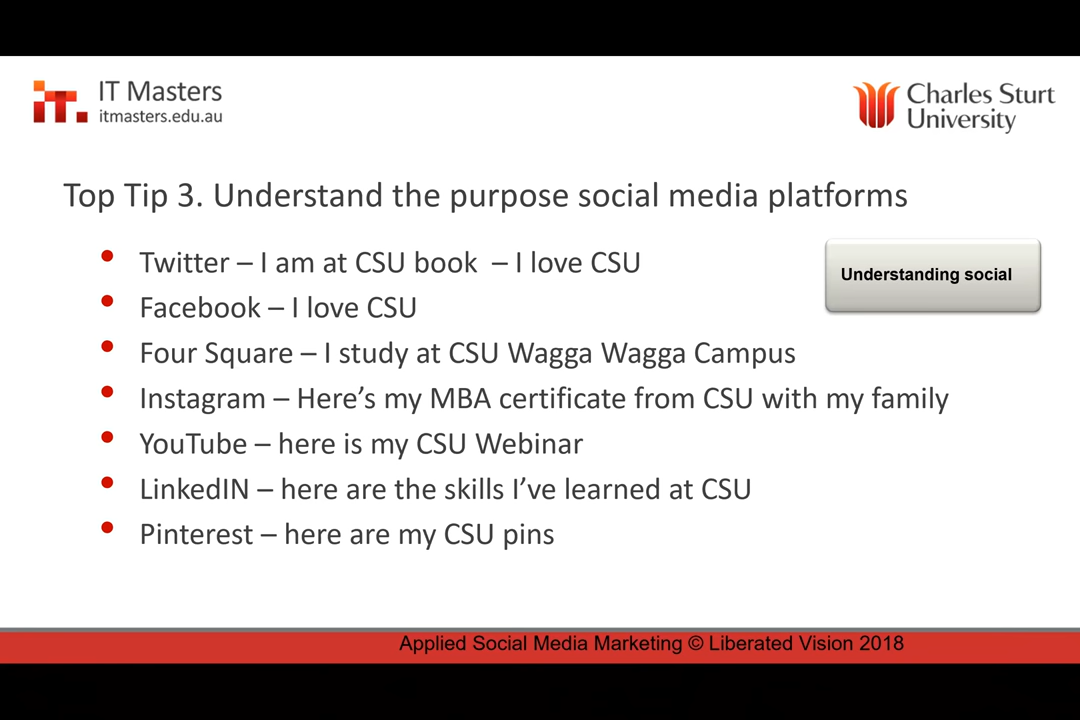 IT Masters
itmasters.edu.au
Charles Sturt
University
Top Tip 3. Understand the purpose social media platforms
• Twitter – I am at CSU book – I love CSU
• Facebook – I love CSU
• Four Square – I study at CSU Wagga Wagga Campus
• Instagram – Here’s my MBA certificate from CSU with my family
• YouTube – here is my CSU Webinar
• LinkedIN – here are the skills I’ve learned at CSU
• Pinterest – here are my CSU pins
Understanding social
Applied Social Media Marketing © Liberated Vision 2018